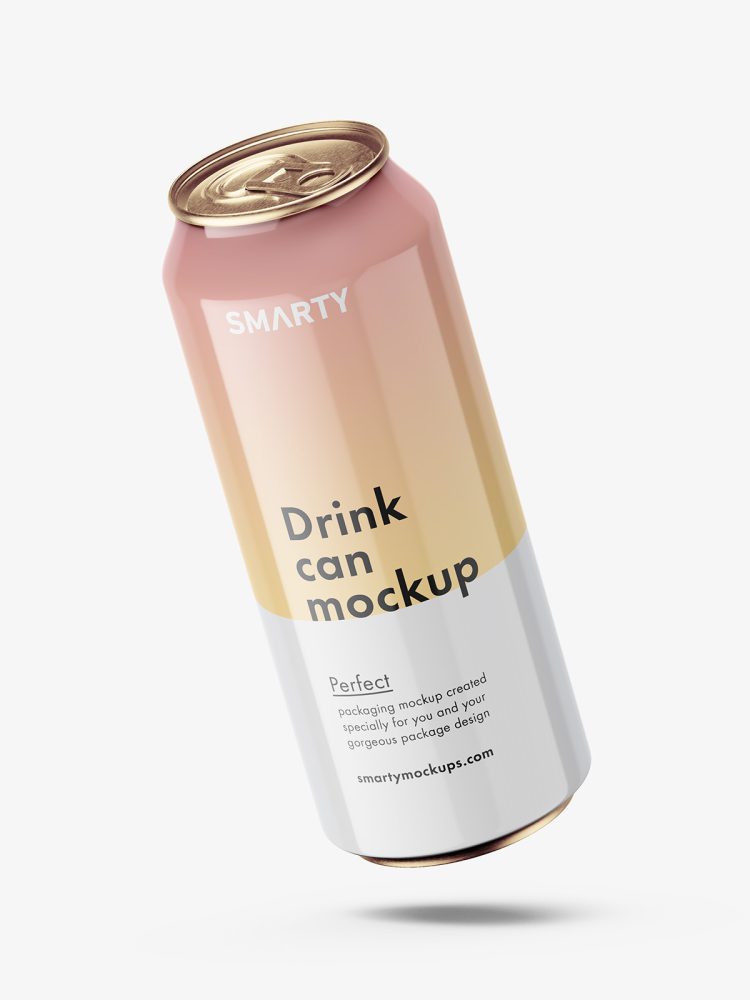 SMARTY
Drink
can
mockup
Perfect
packaging mockup created
specially for you and your
gorgeous package design
smartymockups.com